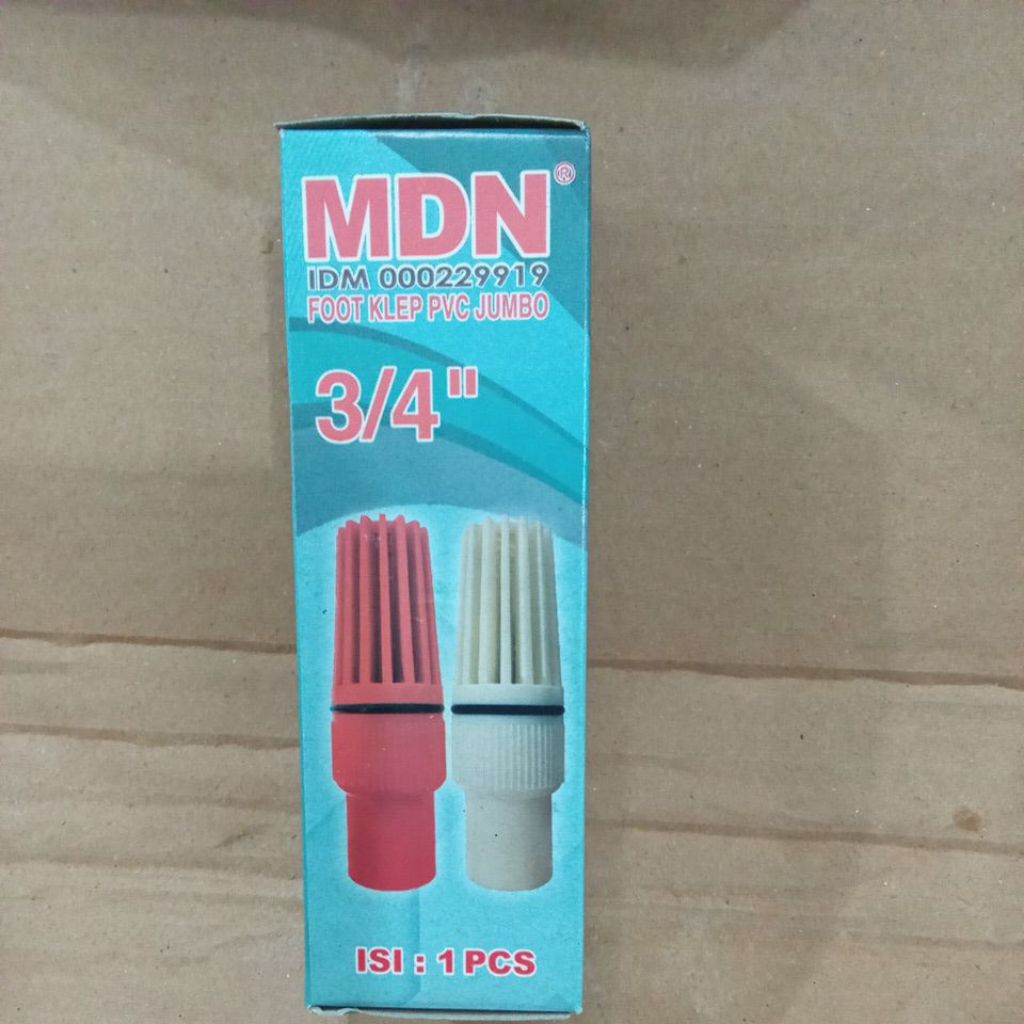 MDN®
IDM 000229919
FOOT KLEP PVC JUMBO
3/4"
ISI : 1 PCS